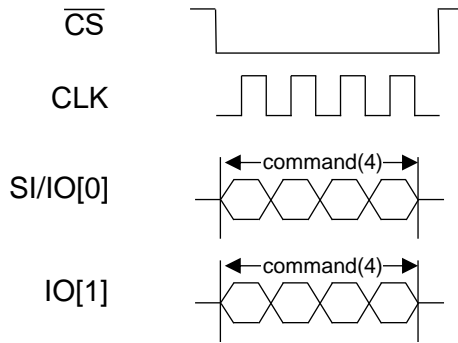 CS
CLK
command(4)
SI/IO[0]
command(4)
IO[1]